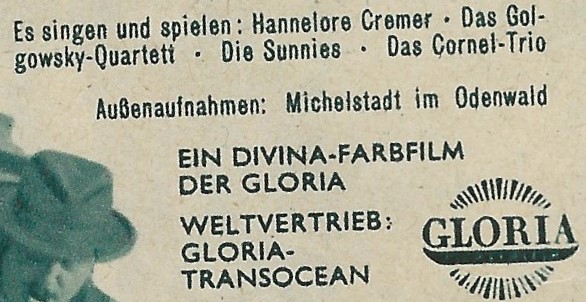 Es singen und spielen: Hannelore Cremer · Das Gol-
gowsky-Quartett · Die Sunnies · Das Cornel-Trio
Außenaufnahmen: Michelstadt im Odenwald
EIN DIVINA-FARBFILM
DER GLORIA
WELTVERTRIEB:
GLORIA-
TRANSOCEAN
GLORIA